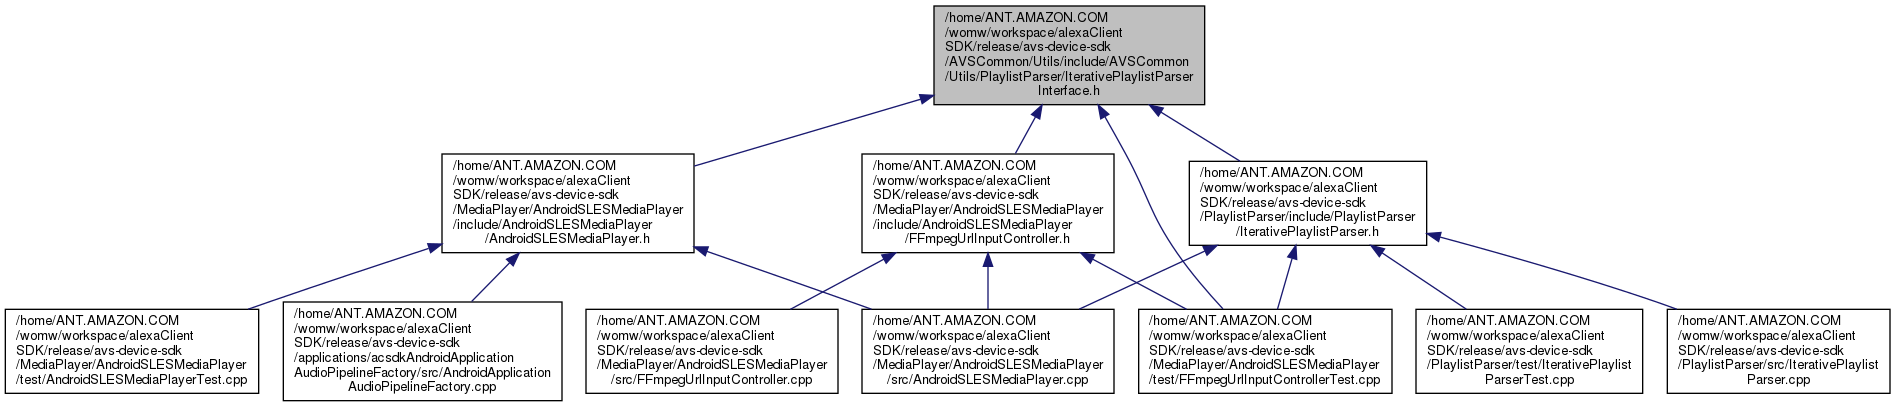 /home/ANT.AMAZON.COM
/womw/workspace/alexaClient
SDK/release/avs-device-sdk
/AVSCommon/Utils/include/AVSCommon
/Utils/PlaylistParser/IterativePlaylistParser
Interface.h
/home/ANT.AMAZON.COM
/womw/workspace/alexaClient
SDK/release/avs-device-sdk
/MediaPlayer/AndroidSLESMediaPlayer
/include/AndroidSLESMediaPlayer
/AndroidSLESMediaPlayer.h
/home/ANT.AMAZON.COM
/womw/workspace/alexaClient
SDK/release/avs-device-sdk
/MediaPlayer/AndroidSLESMediaPlayer
/include/AndroidSLESMediaPlayer
/FFmpegUrlInputController.h
/home/ANT.AMAZON.COM
/womw/workspace/alexaClient
SDK/release/avs-device-sdk
/PlaylistParser/include/PlaylistParser
/IterativePlaylistParser.h
/home/ANT.AMAZON.COM
/womw/workspace/alexaClient
SDK/release/avs-device-sdk
/MediaPlayer/AndroidSLESMediaPlayer
/test/AndroidSLESMediaPlayerTest.cpp
/home/ANT.AMAZON.COM
/womw/workspace/alexaClient
SDK/release/avs-device-sdk
/applications/acsdkAndroidApplication
AudioPipelineFactory/src/AndroidApplication
AudioPipelineFactory.cpp
/home/ANT.AMAZON.COM
/womw/workspace/alexaClient
SDK/release/avs-device-sdk
/MediaPlayer/AndroidSLESMediaPlayer
/src/FFmpegUrlInputController.cpp
/home/ANT.AMAZON.COM
/womw/workspace/alexaClient
SDK/release/avs-device-sdk
/MediaPlayer/AndroidSLESMediaPlayer
/src/AndroidSLESMediaPlayer.cpp
/home/ANT.AMAZON.COM
/womw/workspace/alexaClient
SDK/release/avs-device-sdk
/MediaPlayer/AndroidSLESMediaPlayer
/test/FFmpegUrlInputControllerTest.cpp
/home/ANT.AMAZON.COM
/womw/workspace/alexaClient
SDK/release/avs-device-sdk
/PlaylistParser/test/IterativePlaylist
ParserTest.cpp
/home/ANT.AMAZON.COM
/womw/workspace/alexaClient
SDK/release/avs-device-sdk
/PlaylistParser/src/IterativePlaylist
Parser.cpp